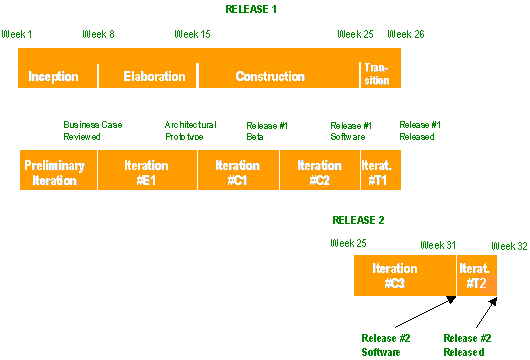 RELEASE 1
Week 1 Week 8 Week 15 Week 25 Week 26
Inception Elaboration Construction Tran-
sition
Business Case Architectural Release #1 Release #1 Release #1
Reviewed Prototype Beta Software Released
Preliminary Iteration Iteration Iteration Iterat.
Iteration #E1 #C1 #C2 #T1
RELEASE 2
Week 25 Week 31 Week 32
Iteration Iterat.
#C3 #T2
Release #2 Release #2
Software Released